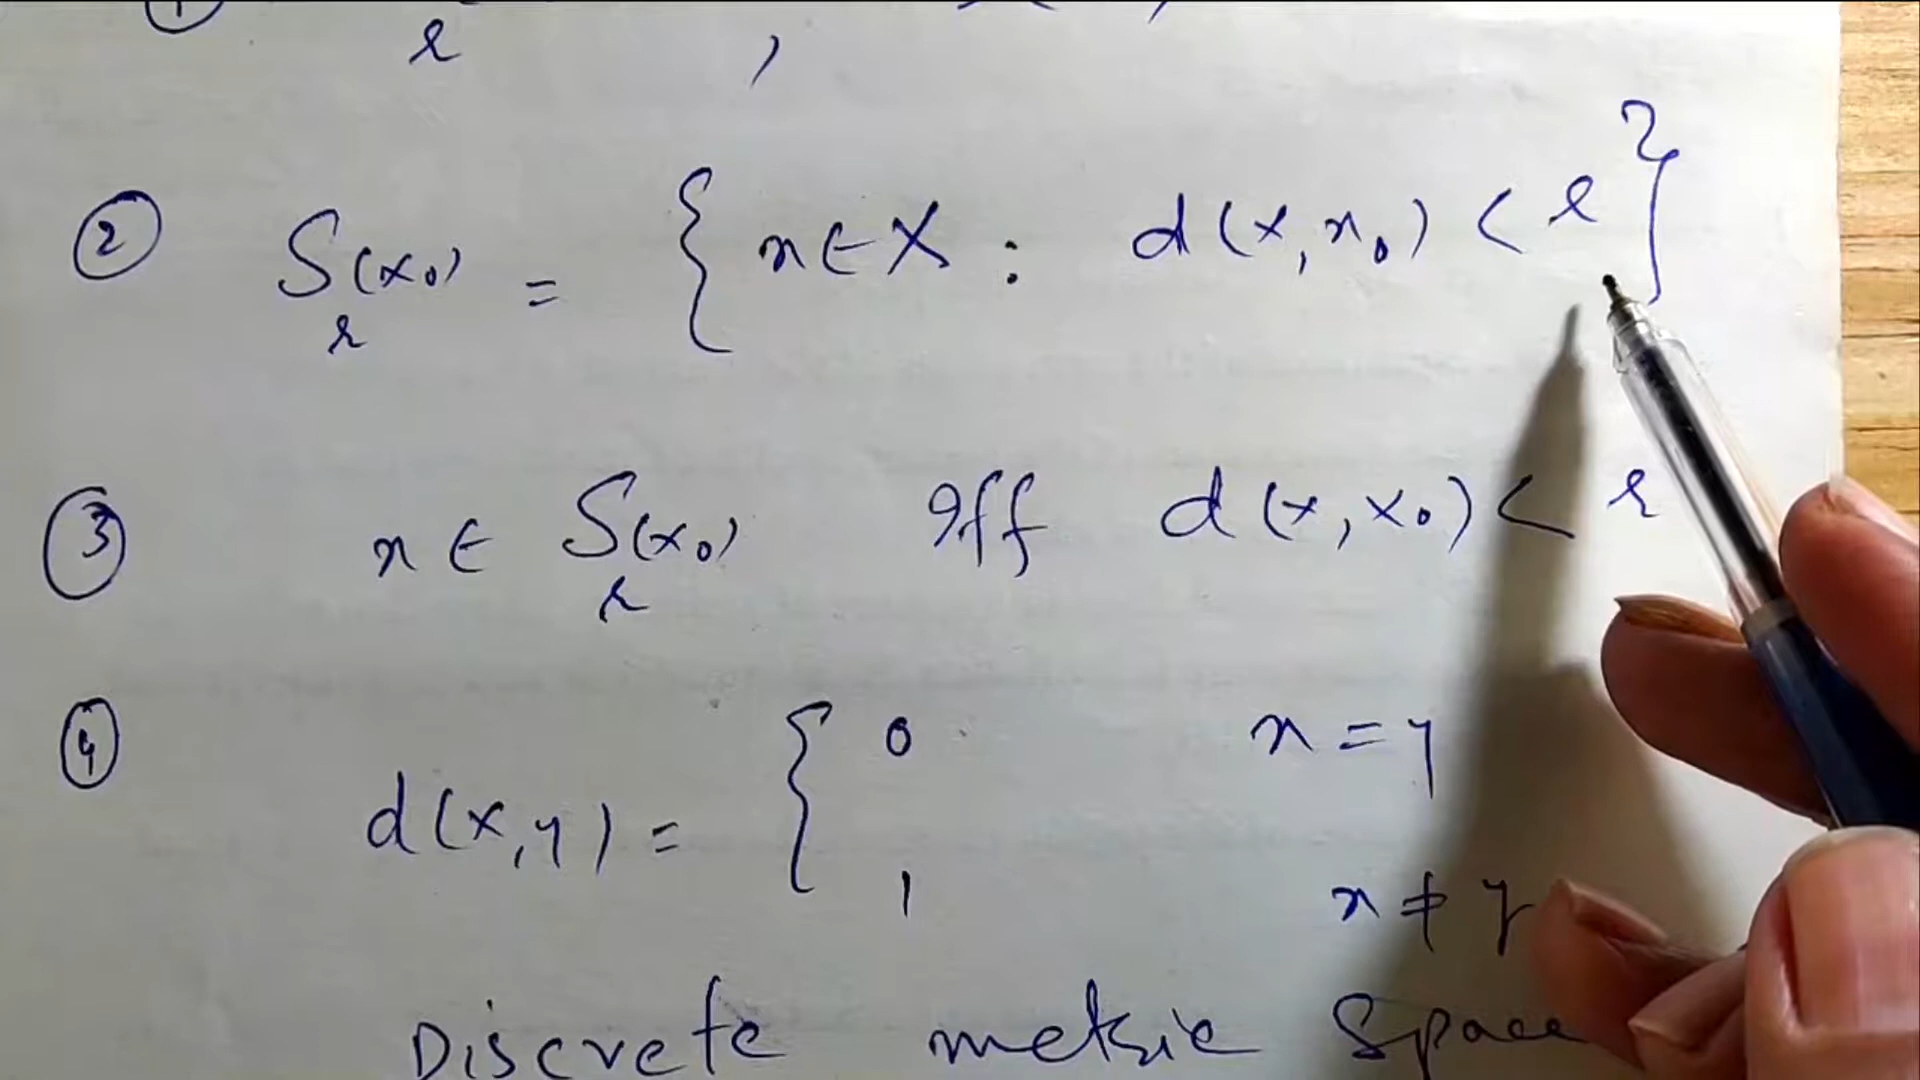 r ,
② S_r(x₀) = { x ∈ X : d(x, x₀) < r }
③ x ∈ S_r(x₀) iff d(x, x₀) < r
④ d(x, y) = { 0 x = y
1 x ≠ y
Discrete metric Space